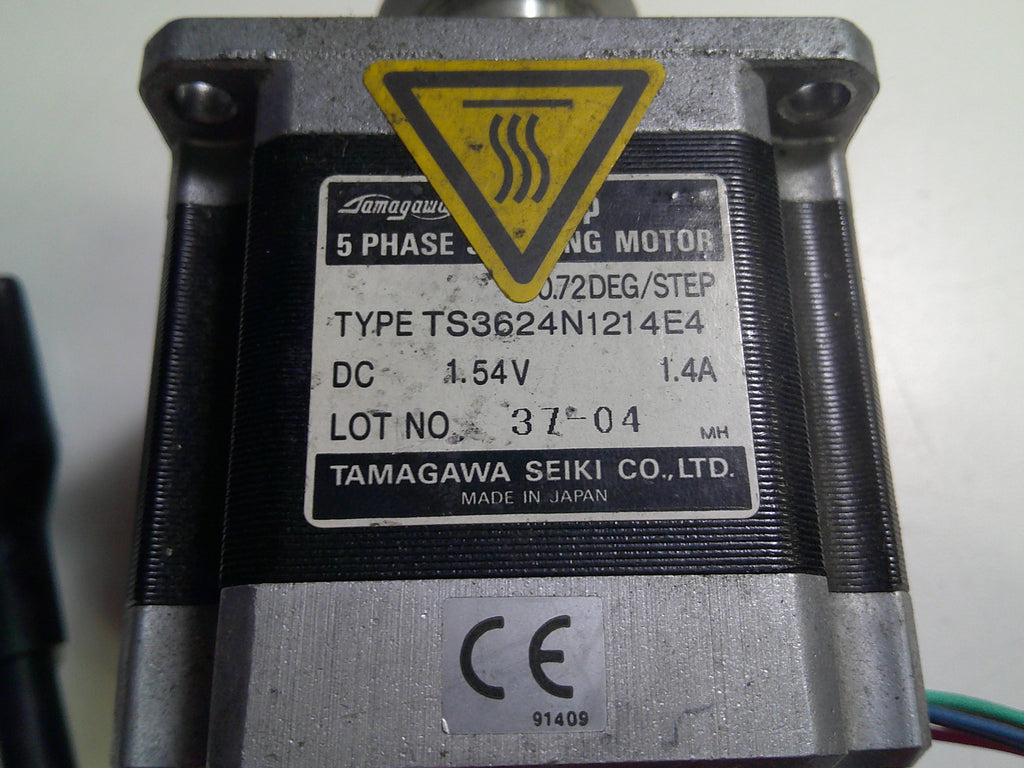 Tamagawa
5 PHASE MOTOR
0.72DEG/STEP
TYPE TS3624N1214E4
DC 1.54V 1.4A
LOT NO. 37-04
MH
TAMAGAWA SEIKI CO.,LTD.
MADE IN JAPAN
CE
91409